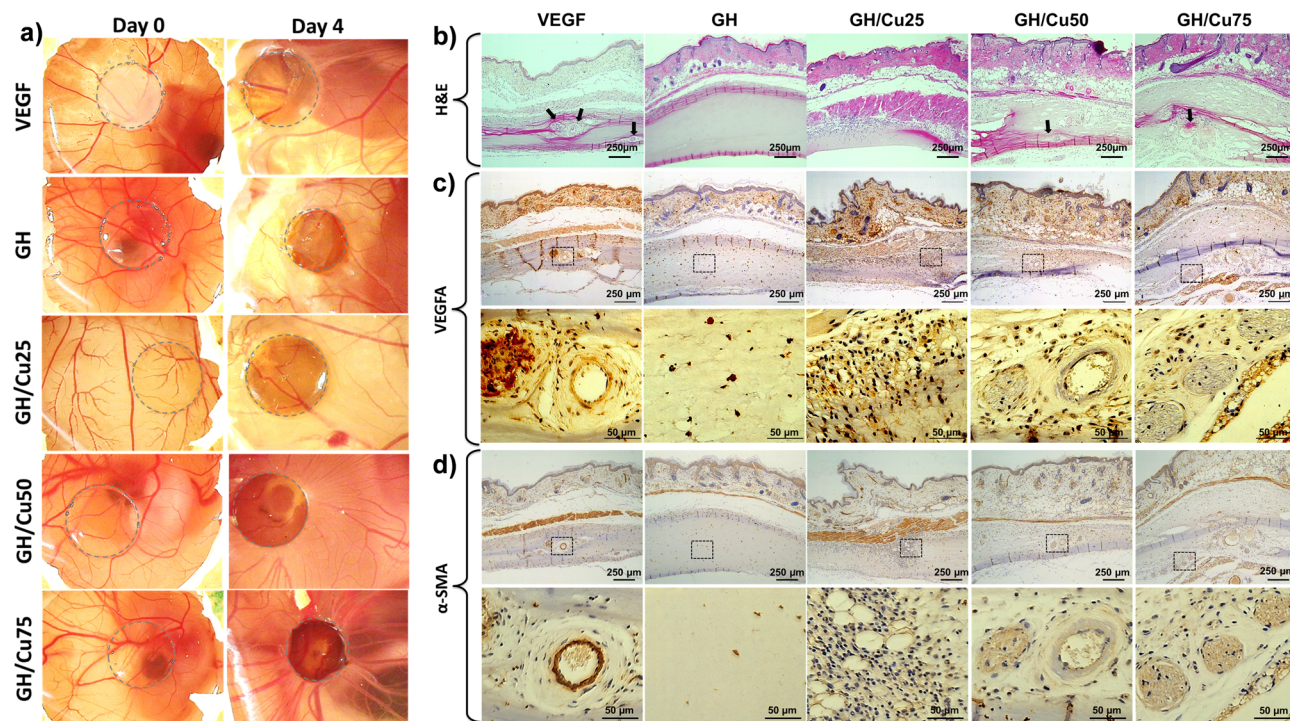 a) Day 0 Day 4
VEGF
GH
GH/Cu25
GH/Cu50
GH/Cu75
VEGF GH GH/Cu25 GH/Cu50 GH/Cu75
b)
H&E
250µm 250µm 250µm 250µm 250µm
c)
VEGFA
250 µm 250 µm 250 µm 250 µm 250 µm
50 µm 50 µm 50 µm 50 µm 50 µm
d)
α-SMA
250 µm 250 µm 250 µm 250 µm 250 µm
50 µm 50 µm 50 µm 50 µm 50 µm